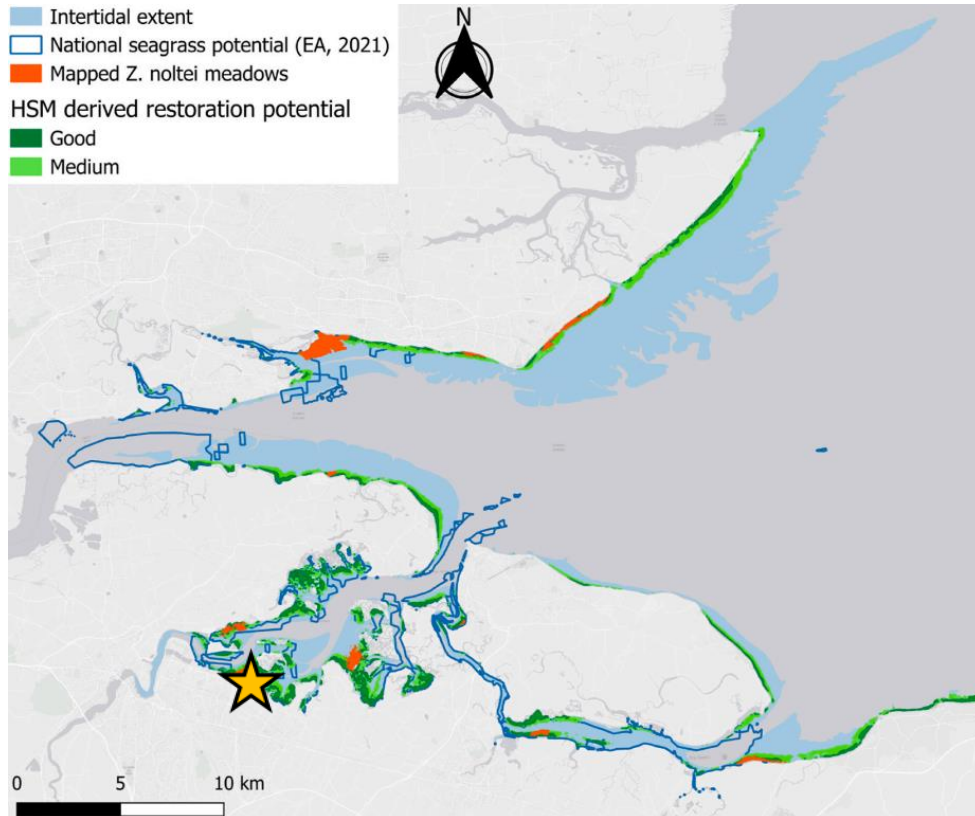 Intertidal extent
National seagrass potential (EA, 2021)
Mapped Z. noltei meadows
HSM derived restoration potential
Good
Medium
N
0 5 10 km